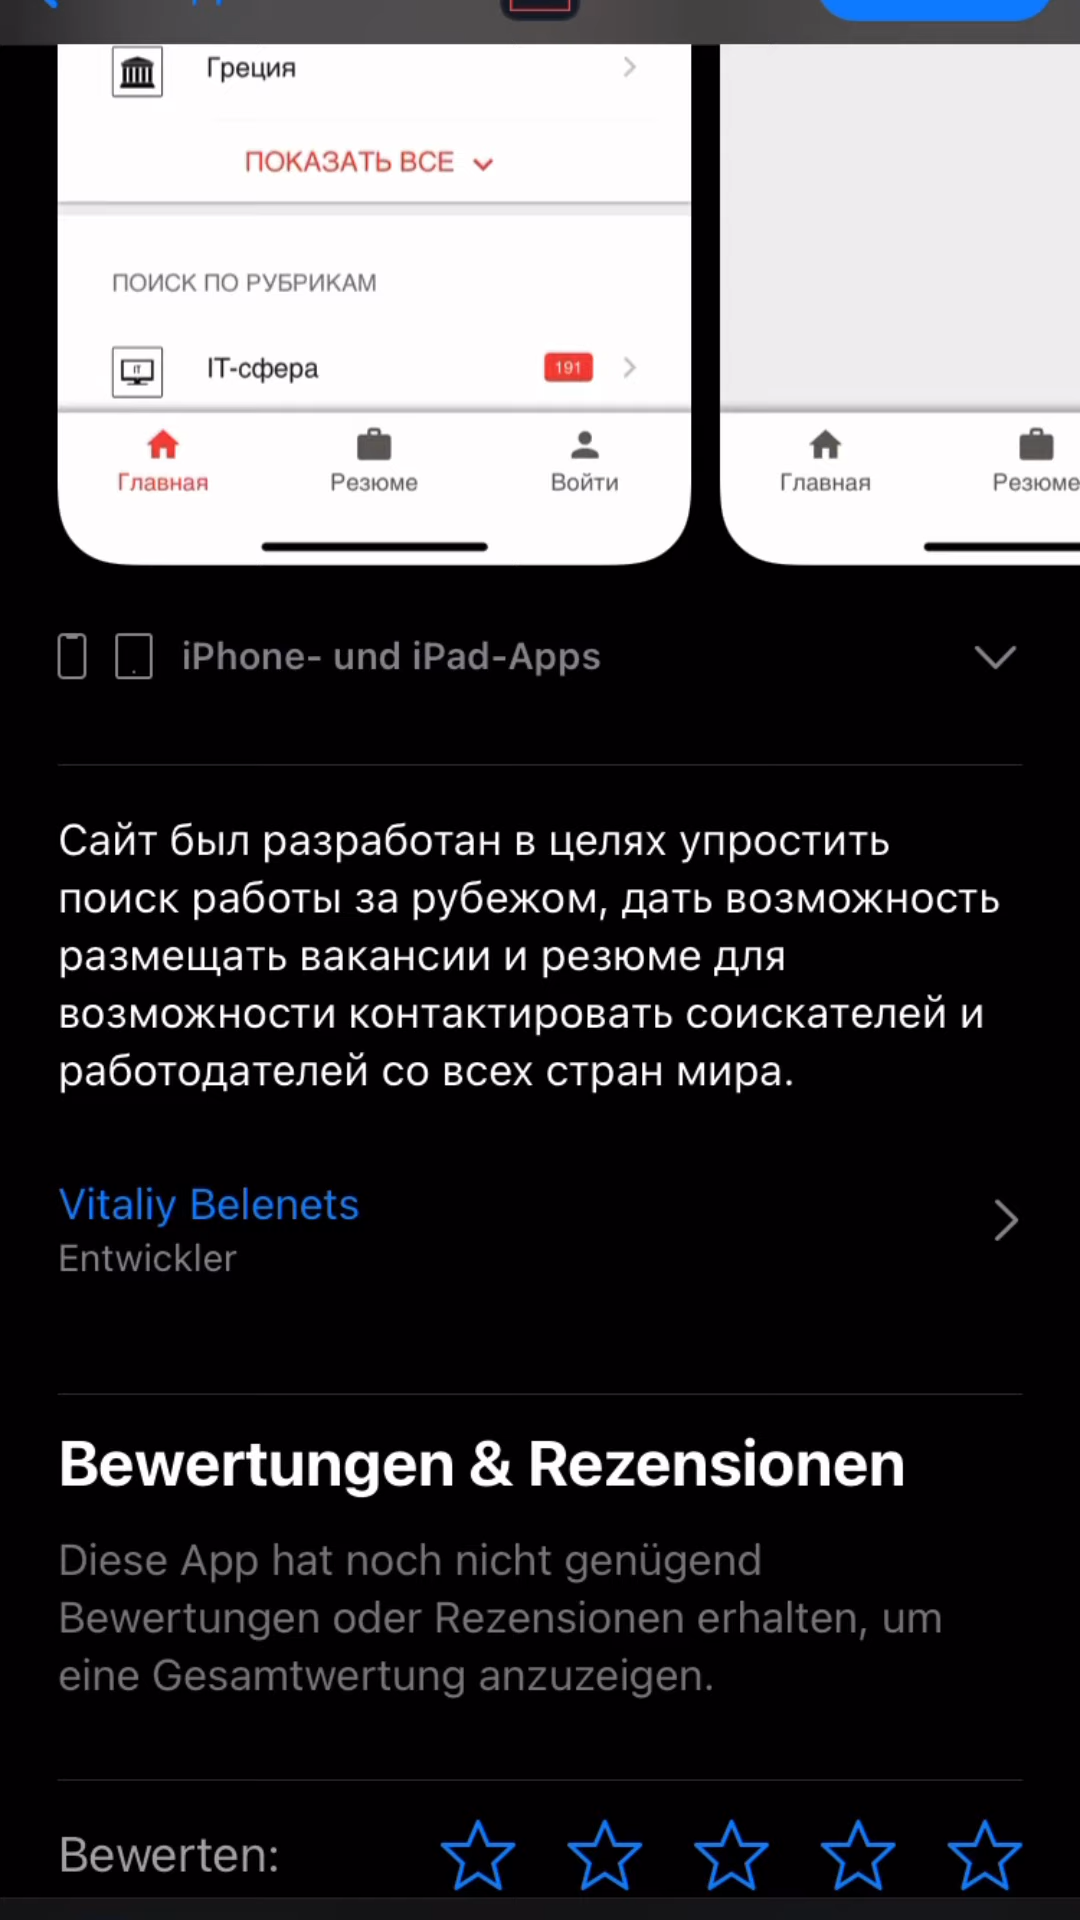 Греция
ПОКАЗАТЬ ВСЕ
ПОИСК ПО РУБРИКАМ
IT
IT-сфера
191
Главная
Резюме
Войти
Главная
Резюме
iPhone- und iPad-Apps
Сайт был разработан в целях упростить
поиск работы за рубежом, дать возможность
размещать вакансии и резюме для
возможности контактировать соискателей и
работодателей со всех стран мира.
Vitaliy Belenets
Entwickler
Bewertungen & Rezensionen
Diese App hat noch nicht genügend
Bewertungen oder Rezensionen erhalten, um
eine Gesamtwertung anzuzeigen.
Bewerten: